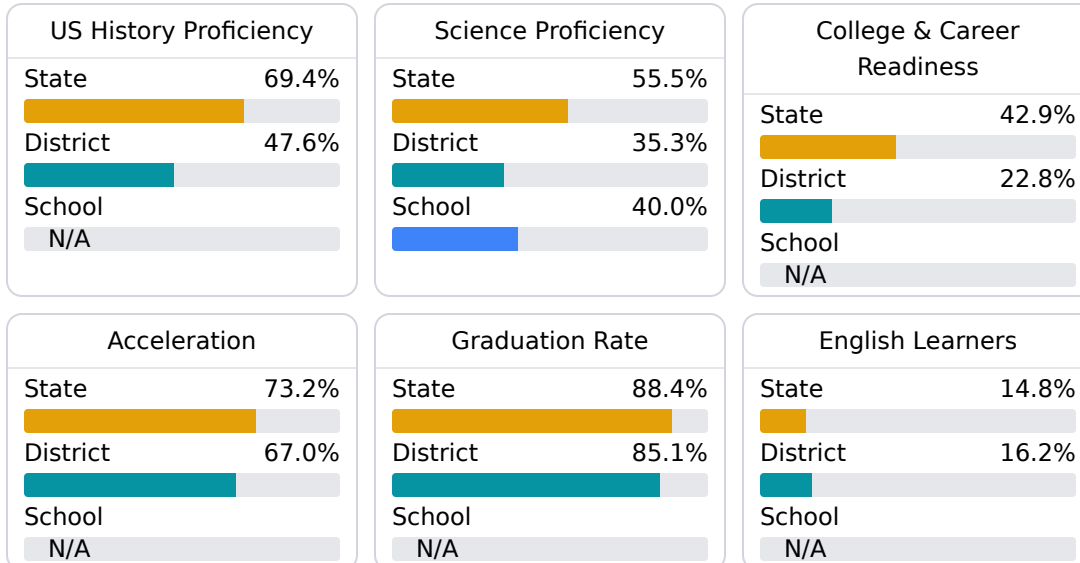 US History Proficiency
State 69.4%
District 47.6%
School
N/A
Science Proficiency
State 55.5%
District 35.3%
School 40.0%
College & Career
Readiness
State 42.9%
District 22.8%
School
N/A
Acceleration
State 73.2%
District 67.0%
School
N/A
Graduation Rate
State 88.4%
District 85.1%
School
N/A
English Learners
State 14.8%
District 16.2%
School
N/A